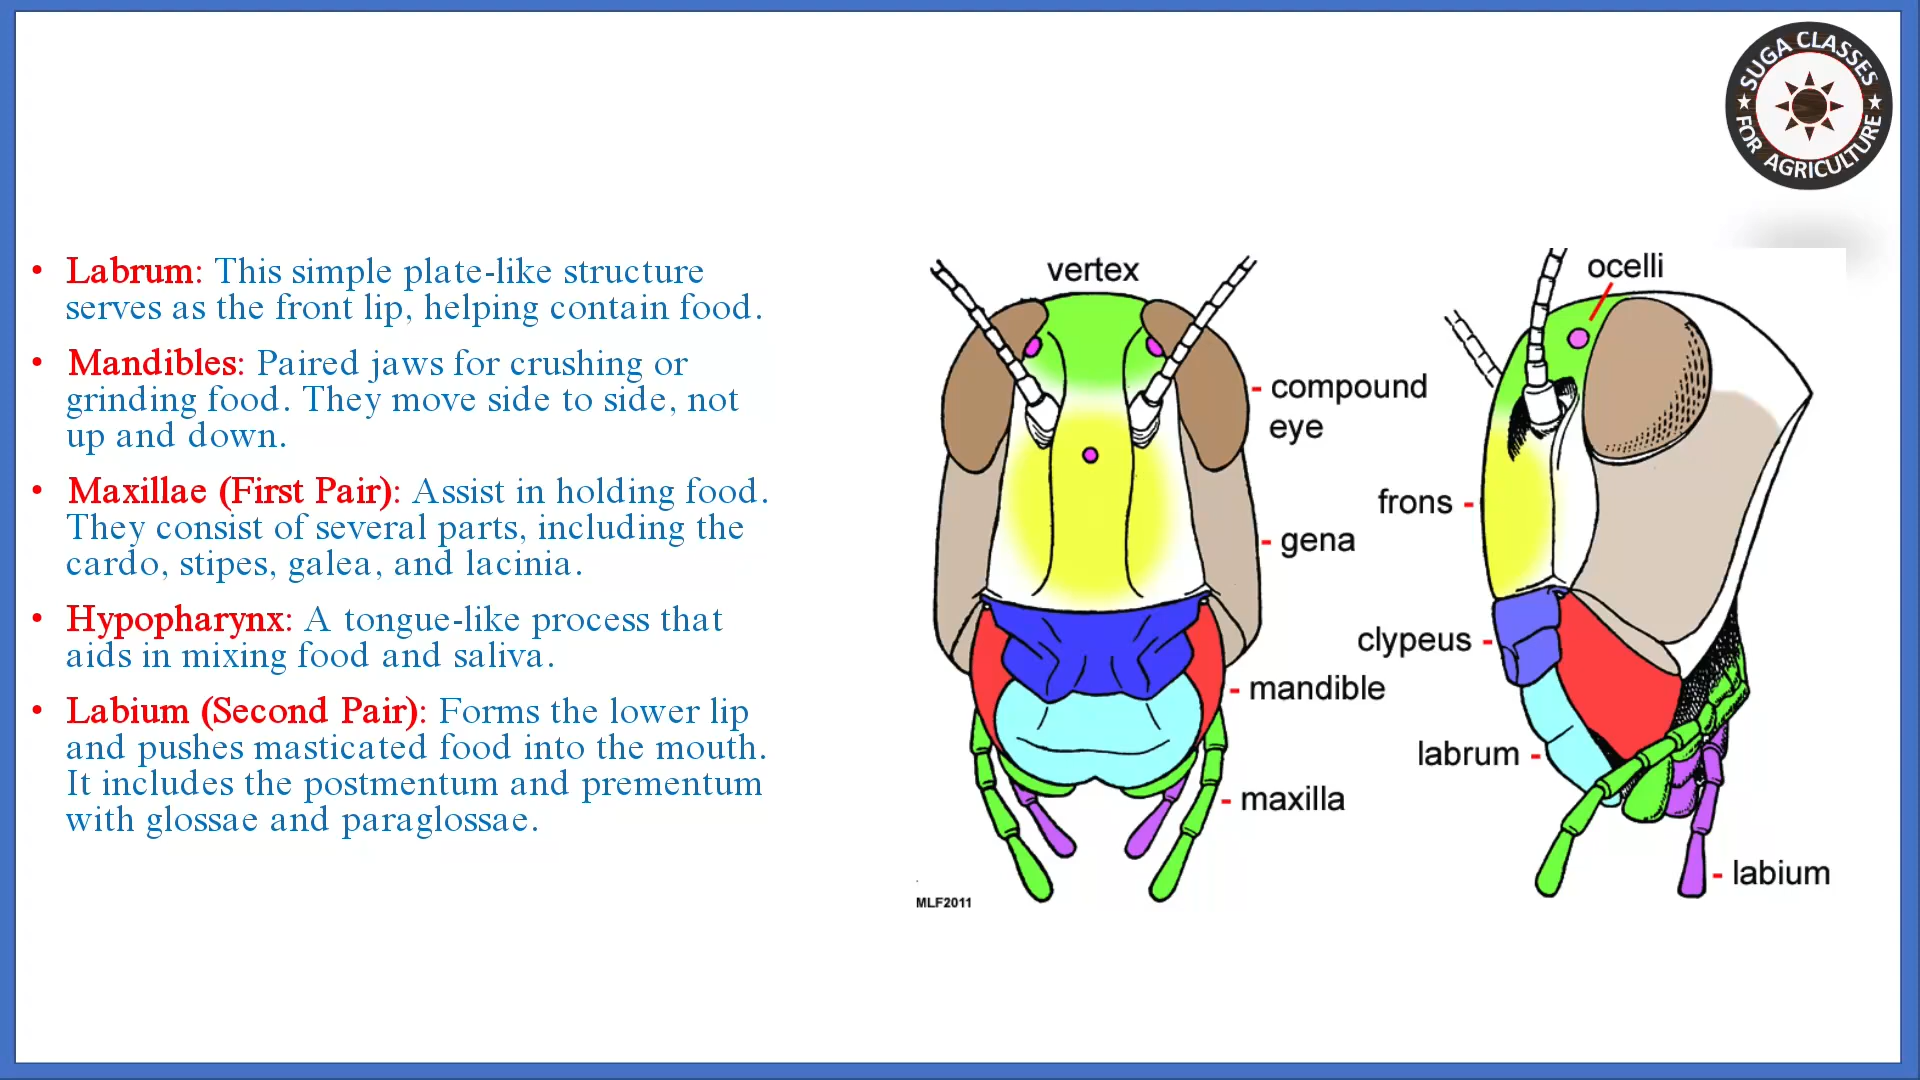 SUGA CLASSES
FOR AGRICULTURE
• Labrum: This simple plate-like structure
serves as the front lip, helping contain food.
• Mandibles: Paired jaws for crushing or
grinding food. They move side to side, not
up and down.
• Maxillae (First Pair): Assist in holding food.
They consist of several parts, including the
cardo, stipes, galea, and lacinia.
• Hypopharynx: A tongue-like process that
aids in mixing food and saliva.
• Labium (Second Pair): Forms the lower lip
and pushes masticated food into the mouth.
It includes the postmentum and prementum
with glossae and paraglossae.
vertex
ocelli
compound
eye
frons
gena
clypeus
mandible
labrum
maxilla
labium
MLF2011